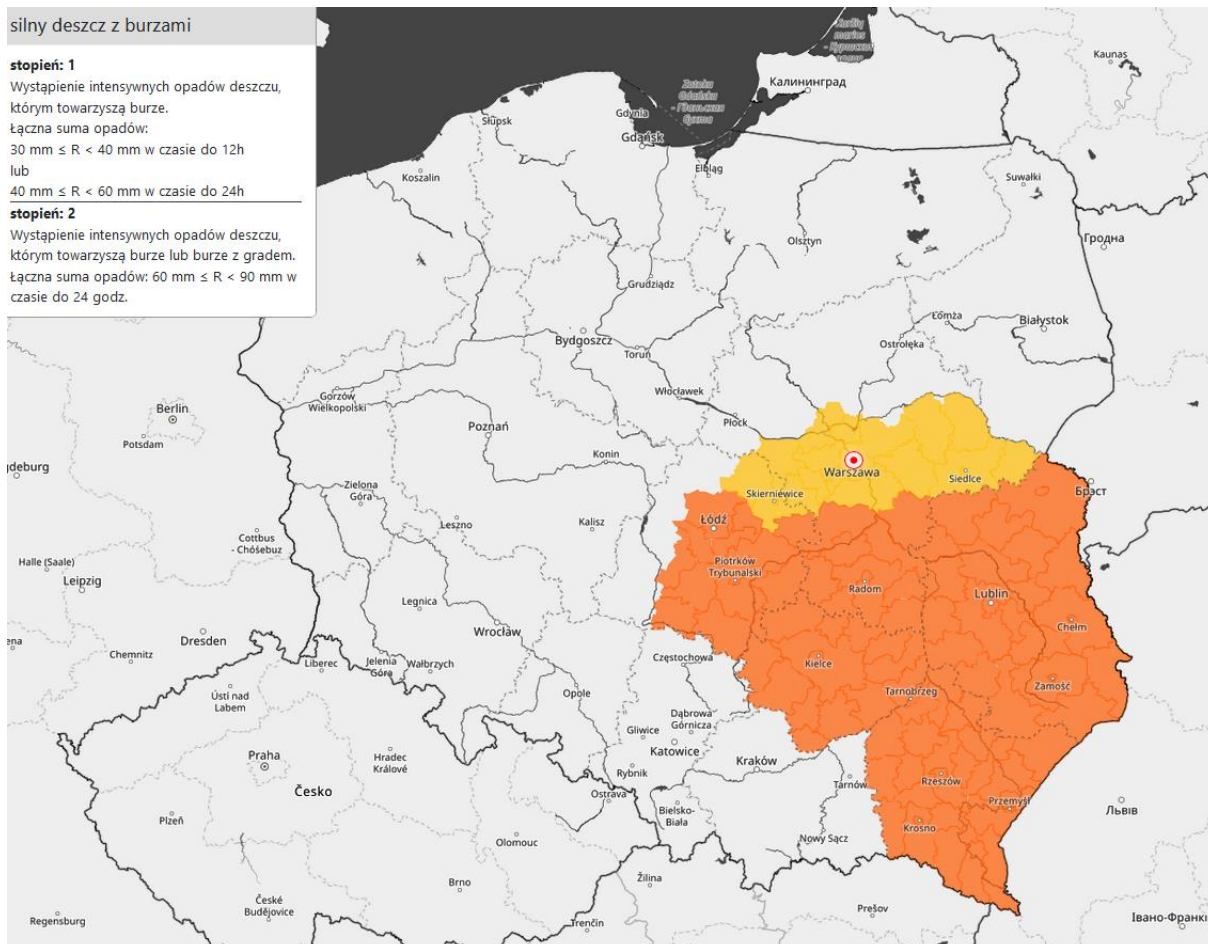 silny deszcz z burzami
stopień: 1
Wystąpienie intensywnych opadów deszczu,
którym towarzyszą burze.
Łączna suma opadów:
30 mm ≤ R < 40 mm w czasie do 12h
lub
40 mm ≤ R < 60 mm w czasie do 24h
stopień: 2
Wystąpienie intensywnych opadów deszczu,
którym towarzyszą burze lub burze z gradem.
Łączna suma opadów: 60 mm ≤ R < 90 mm w
czasie do 24 godz.
Kaunas
Калининград
Zatoka
Gdańska
Gdynia
Słupsk
Gdańsk
Elbląg
Koszalin
Suwałki
Гродна
Olsztyn
Grudziądz
Łomża
Białystok
Bydgoszcz
Toruń
Ostrołęka
Włocławek
Gorzów
Wielkopolski
Berlin
Płock
Poznań
Potsdam
Konin
Warszawa
Siedlce
deburg
Zielona
Góra
Skierniewice
Брэст
Leszno
Kalisz
Łódź
Cottbus
- Chóśebuz
Halle (Saale)
Piotrków
Trybunalski
Leipzig
Radom
Lublin
Legnica
Wrocław
Chełm
Dresden
ena
Chemnitz
Liberec
Jelenia
Góra
Wałbrzych
Częstochowa
Kielce
Zamość
Ústí nad
Labem
Opole
Tarnobrzeg
Dąbrowa
Górnicza
Gliwice
Katowice
Praha
Hradec
Králové
Kraków
Rybnik
Tarnów
Rzeszów
Česko
Ostrava
Przemyśl
Львів
Plzeň
Bielsko-
Biała
Krosno
Olomouc
Nowy Sącz
Brno
Žilina
České
Budějovice
Regensburg
Trenčín
Prešov
Івано-Франкі